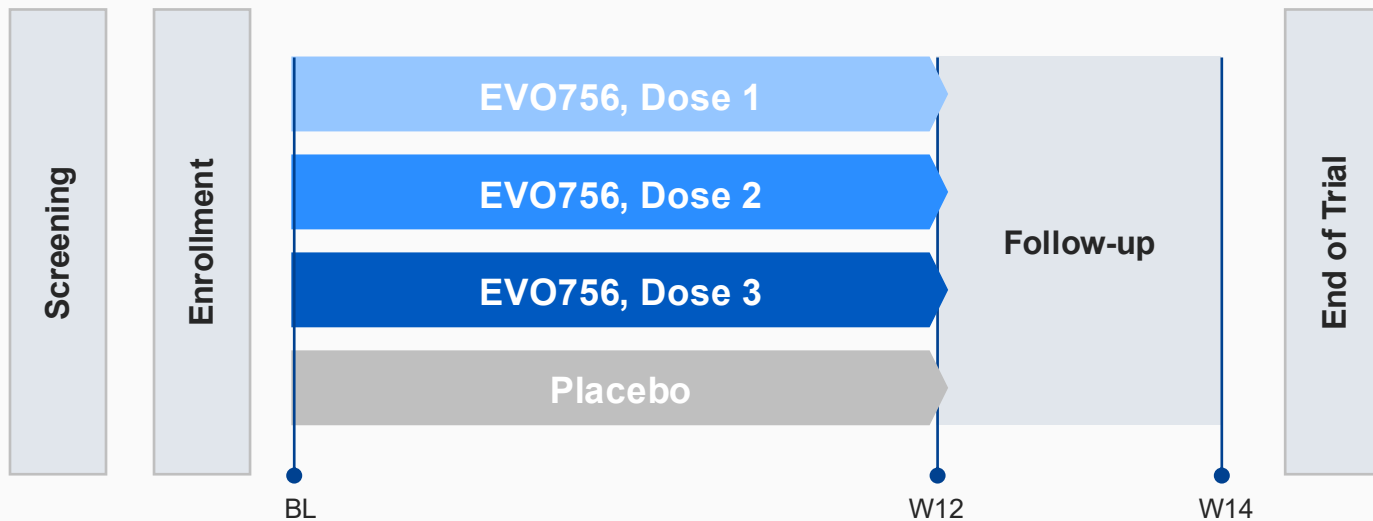 Screening
Enrollment
EVO756, Dose 1
EVO756, Dose 2
EVO756, Dose 3
Placebo
Follow-up
End of Trial
BL
W12
W14